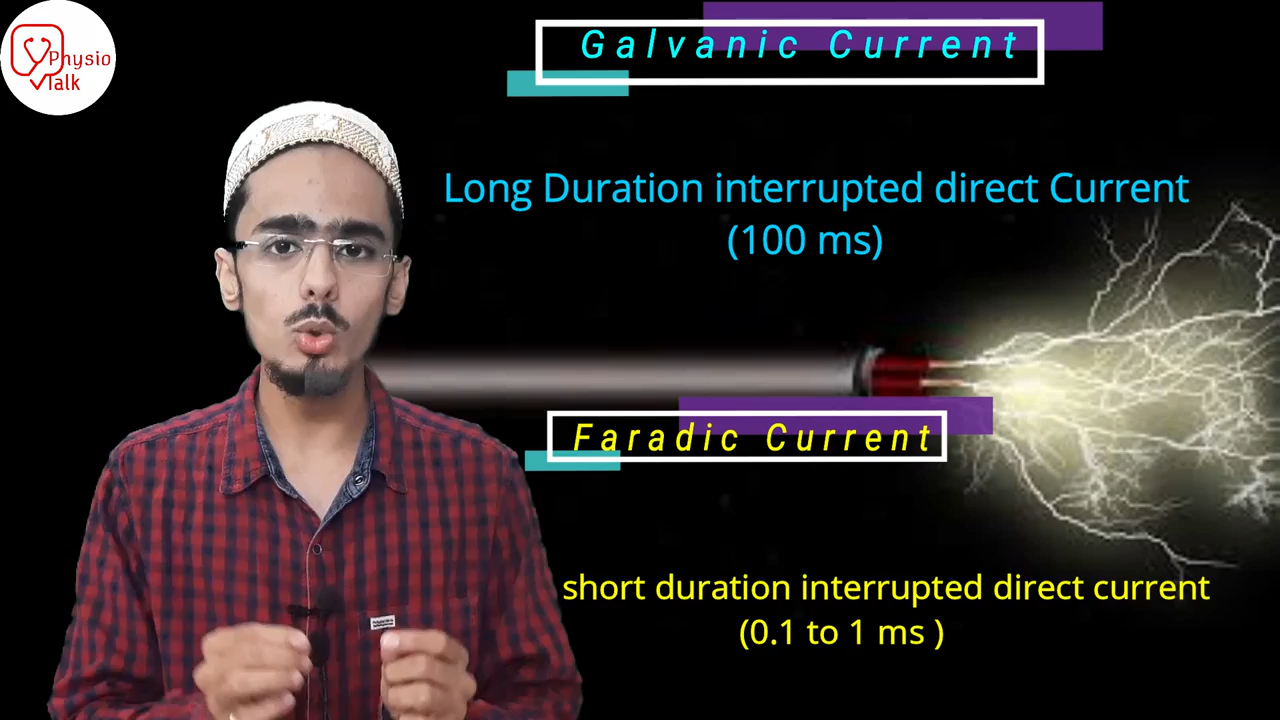 Physio
Talk
Galvanic Current
Long Duration interrupted direct Current
(100 ms)
Faradic Current
short duration interrupted direct current
(0.1 to 1 ms )